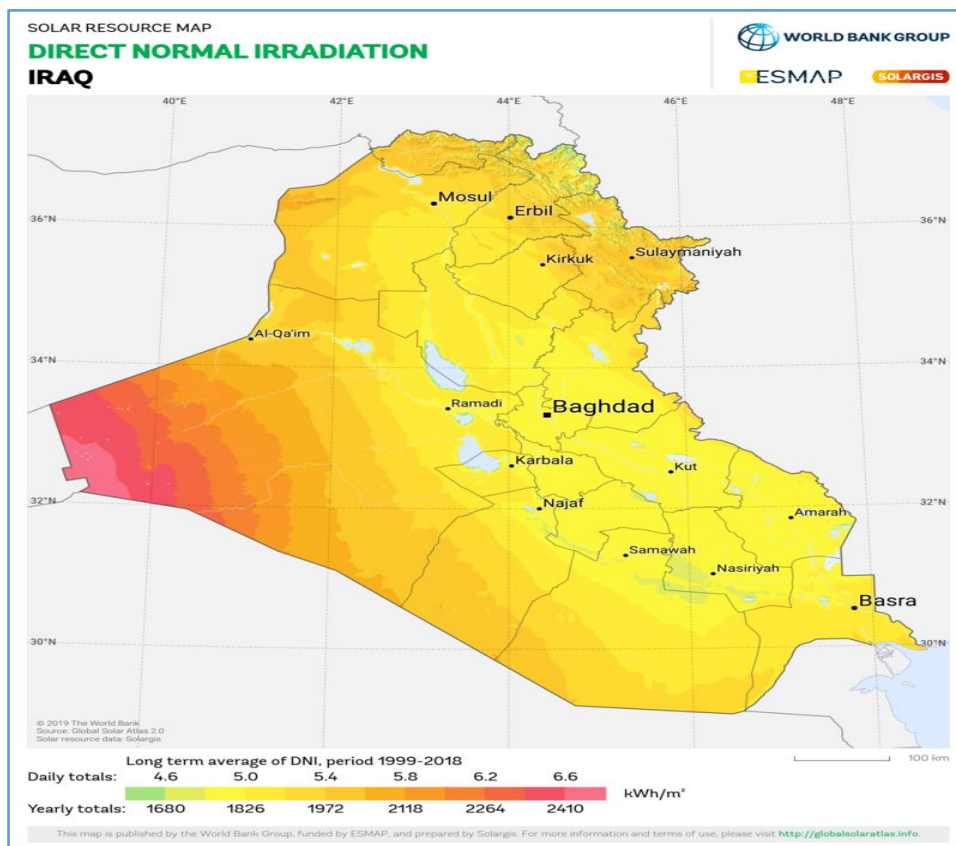 SOLAR RESOURCE MAP
DIRECT NORMAL IRRADIATION
IRAQ
WORLD BANK GROUP
ESMAP
SOLARGIS
40°E 42°E 44°E 46°E 48°E
Mosul
Erbil
36°N 36°N
Sulaymaniyah
Kirkuk
Al-Qa'im
34°N 34°N
Ramadi
Baghdad
Karbala
Kut
32°N 32°N
Najaf
Amarah
Samawah
Nasiriyah
Basra
30°N 30°N
© 2019 The World Bank
Source: Global Solar Atlas 2.0
Solar resource data: Solargis
100 km
Long term average of DNI, period 1999-2018
Daily totals: 4.6 5.0 5.4 5.8 6.2 6.6
kWh/m²
Yearly totals: 1680 1826 1972 2118 2264 2410
This map is published by the World Bank Group, funded by ESMAP, and prepared by Solargis. For more information and terms of use, please visit http://globalsolaratlas.info.